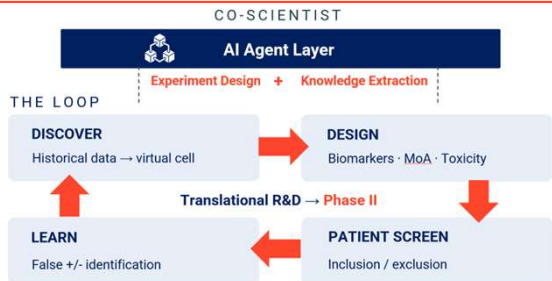 CO-SCIENTIST
AI Agent Layer
Experiment Design + Knowledge Extraction
THE LOOP
DISCOVER
Historical data → virtual cell
DESIGN
Biomarkers · MoA · Toxicity
Translational R&D → Phase II
LEARN
False +/- identification
PATIENT SCREEN
Inclusion / exclusion